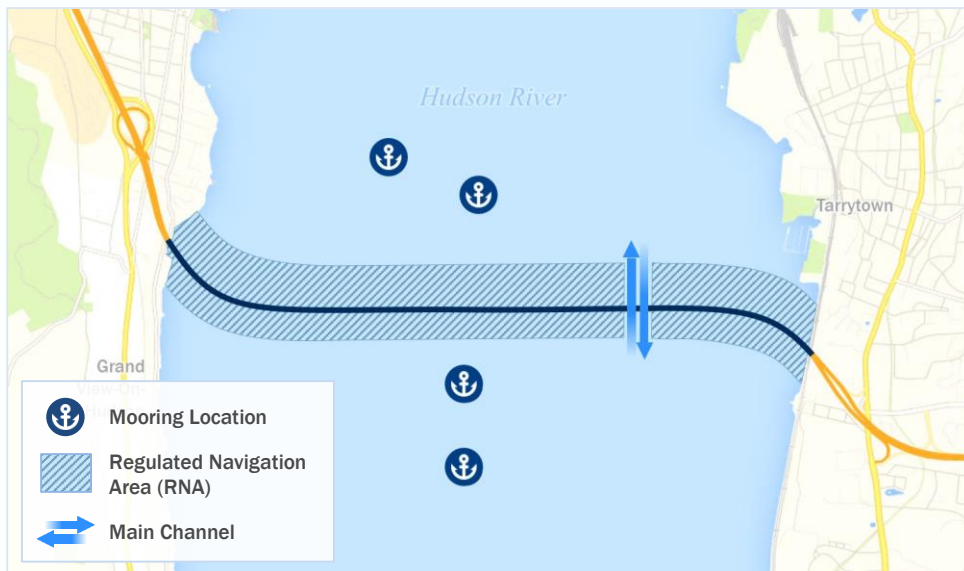 Hudson River
Tarrytown
Grand
Mooring Location
Regulated Navigation
Area (RNA)
Main Channel